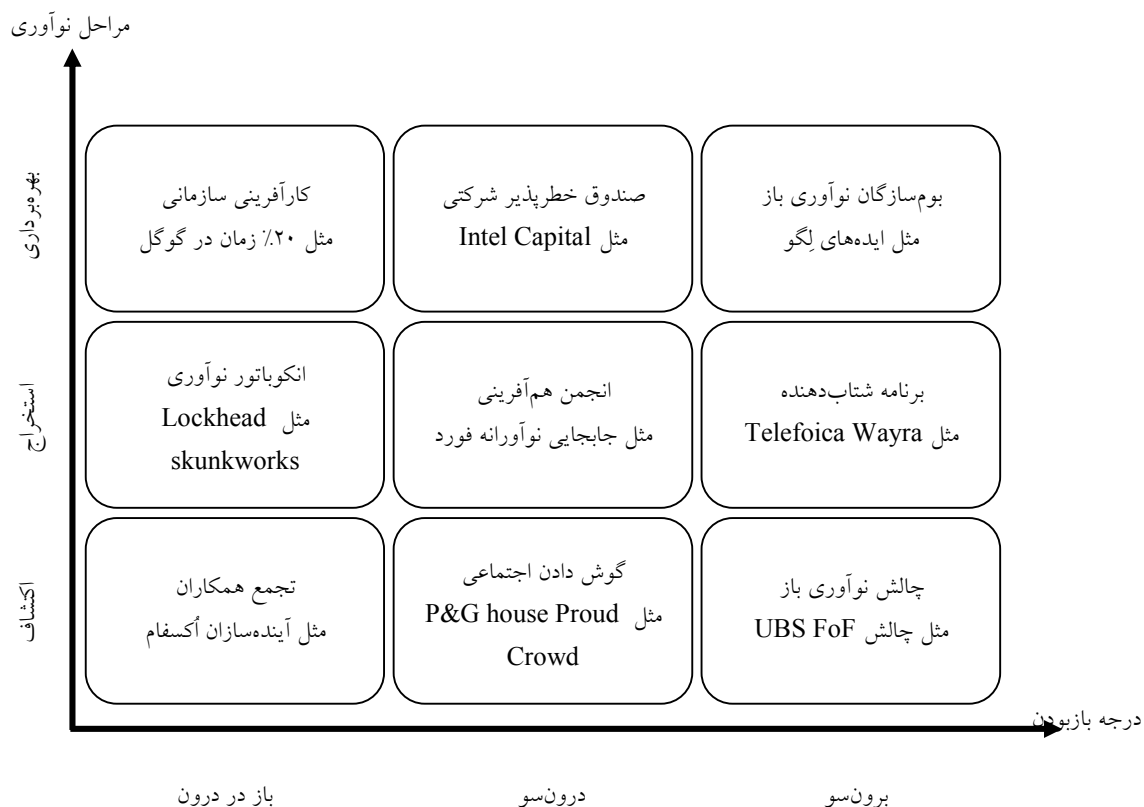 مراحل نوآوری
بهره‌برداری
کارآفرینی سازمانی
مثل ۲۰٪ زمان در گوگل
صندوق خطرپذیر شرکتی
مثل Intel Capital
بوم‌سازگان نوآوری باز
مثل ایده‌های لِگو
استخراج
انکوباتور نوآوری
مثل Lockhead
skunkworks
انجمن هم‌آفرینی
مثل جابجایی نوآورانه فورد
برنامه شتاب‌دهنده
مثل Telefoica Wayra
اکتشاف
تجمع همکاران
مثل آینده‌سازان اُکسفام
گوش دادن اجتماعی
مثل P&G house Proud
Crowd
چالش نوآوری باز
مثل چالش UBS FoF
درجه بازبودن
باز در درون
درون‌سو
برون‌سو